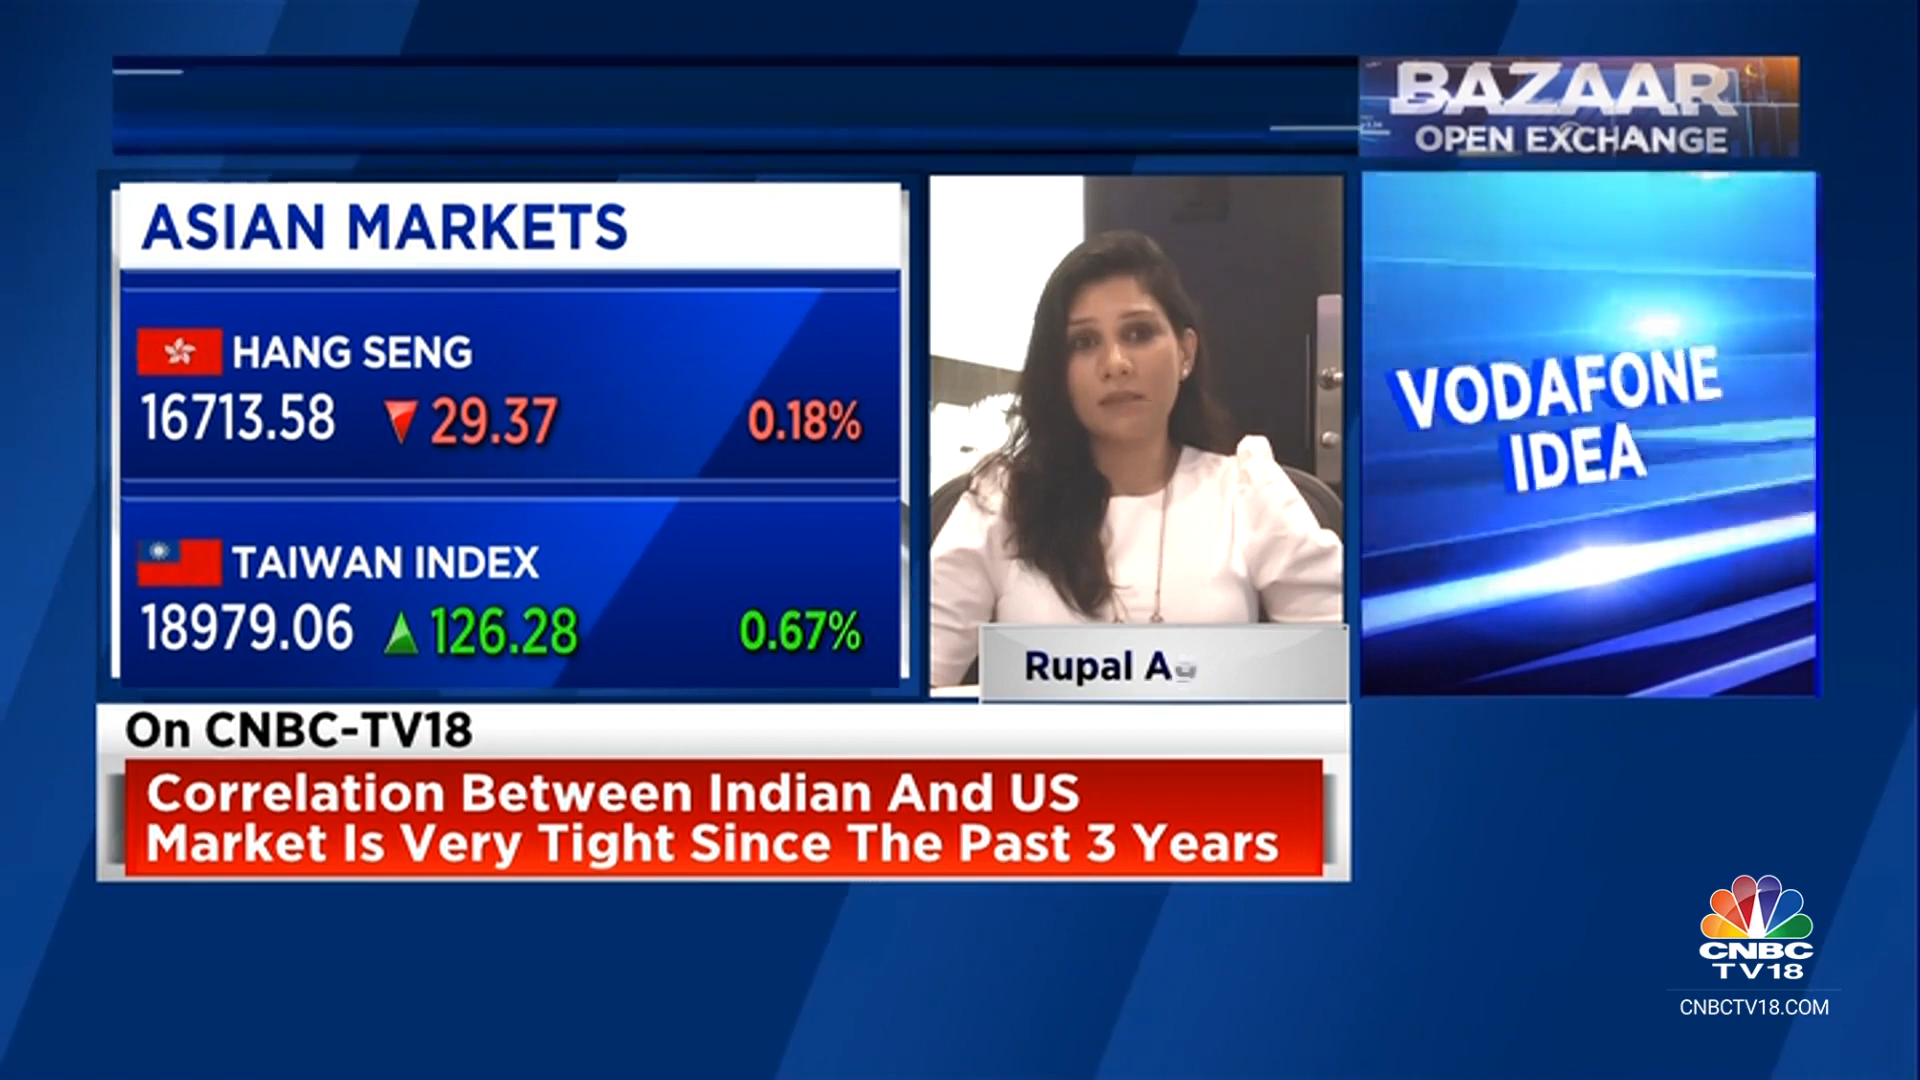 BAZAAR
OPEN EXCHANGE
ASIAN MARKETS
HANG SENG
16713.58 ▼ 29.37 0.18%
TAIWAN INDEX
18979.06 ▲ 126.28 0.67%
VODAFONE
IDEA
Rupal
On CNBC-TV18
Correlation Between Indian And US
Market Is Very Tight Since The Past 3 Years
CNBC
TV18
CNBCTV18.COM